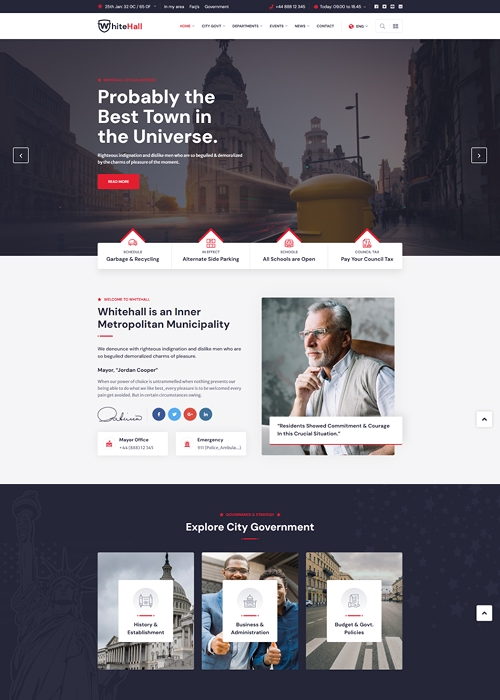 25th Jan: 32 0C / 65 0F
In my area
Faq's
Government
+44 888 12 345
Today: 09.00 to 18.45
WhiteHall
HOME
CITY GOVT
DEPARTMENTS
EVENTS
NEWS
CONTACT
ENG
Probably the
Best Town in
the Universe.
Righteous indignation and dislike men who are so beguiled & demoralized
by the charms of pleasure of the moment.
READ MORE
SCHEDULE
Garbage & Recycling
IN EFFECT
Alternate Side Parking
SCHOOLS
All Schools are Open
COUNCIL TAX
Pay Your Council Tax
WELCOME TO WHITEHALL
Whitehall is an Inner
Metropolitan Municipality
We denounce with righteous indignation and dislike men who are
so beguiled demoralized charms of pleasure.
Mayor, "Jordan Cooper"
When our power of choice is untrammelled when nothing prevents our
being able to do what we like best, every pleasure is to be welcomed every
pain get avoided. But in certain circumstances owing.
Mayor Office
+44 (888) 12 345
Emergency
911 (Police, Ambula...)
"Residents Showed Commitment & Courage
In this Crucial Situation."
GOVERNANCE & STRATEGY
Explore City Government
History &
Establishment
Business &
Administration
Budget & Govt.
Policies